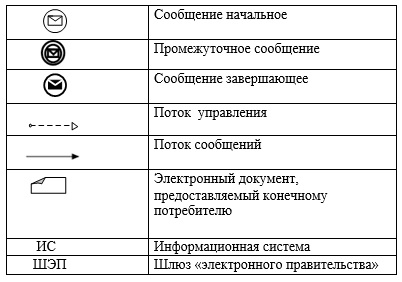 Сообщение начальное
Промежуточное сообщение
Сообщение завершающее
Поток управления
Поток сообщений
Электронный документ,
предоставляемый конечному
потребителю
ИС Информационная система
ШЭП Шлюз «электронного правительства»